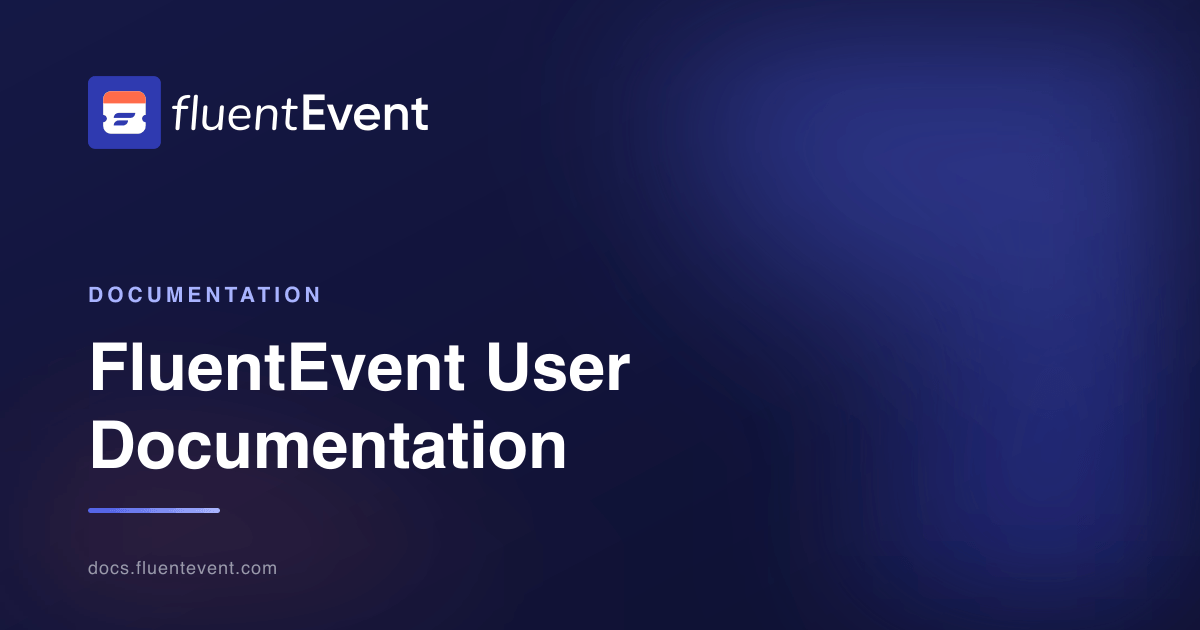 fluentEvent
DOCUMENTATION
FluentEvent User
Documentation
docs.fluentevent.com